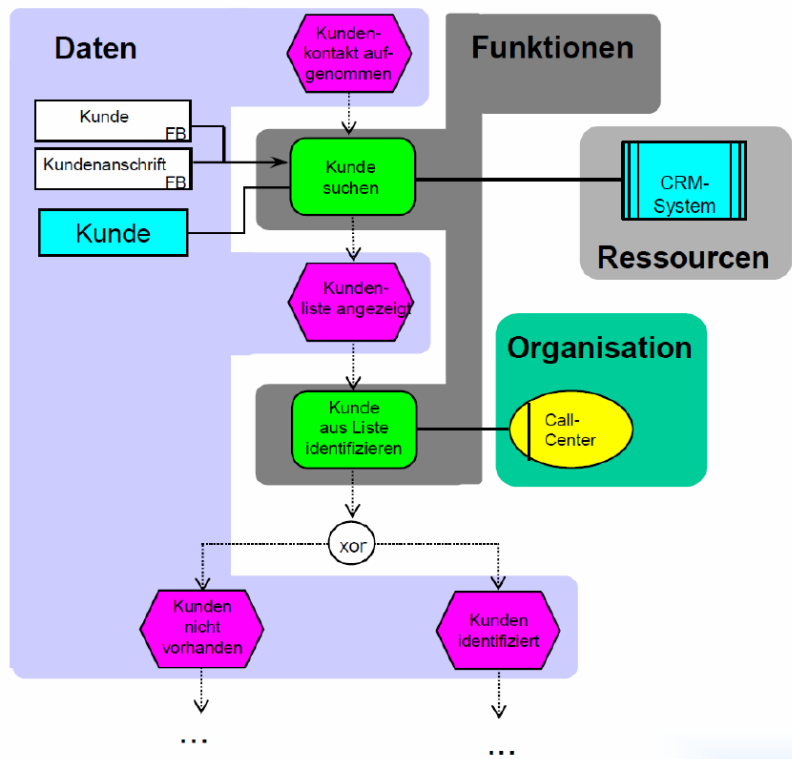 Daten
Kunden-
kontakt auf-
genommen
Funktionen
Kunde
FB
Kundenanschrift
FB
Kunde
Kunde
suchen
CRM-
System
Ressourcen
Kunden-
liste angezeigt
Organisation
Kunde
aus Liste
identifizieren
Call-
Center
xor
Kunden
nicht
vorhanden
Kunden
identifiziert
...
...